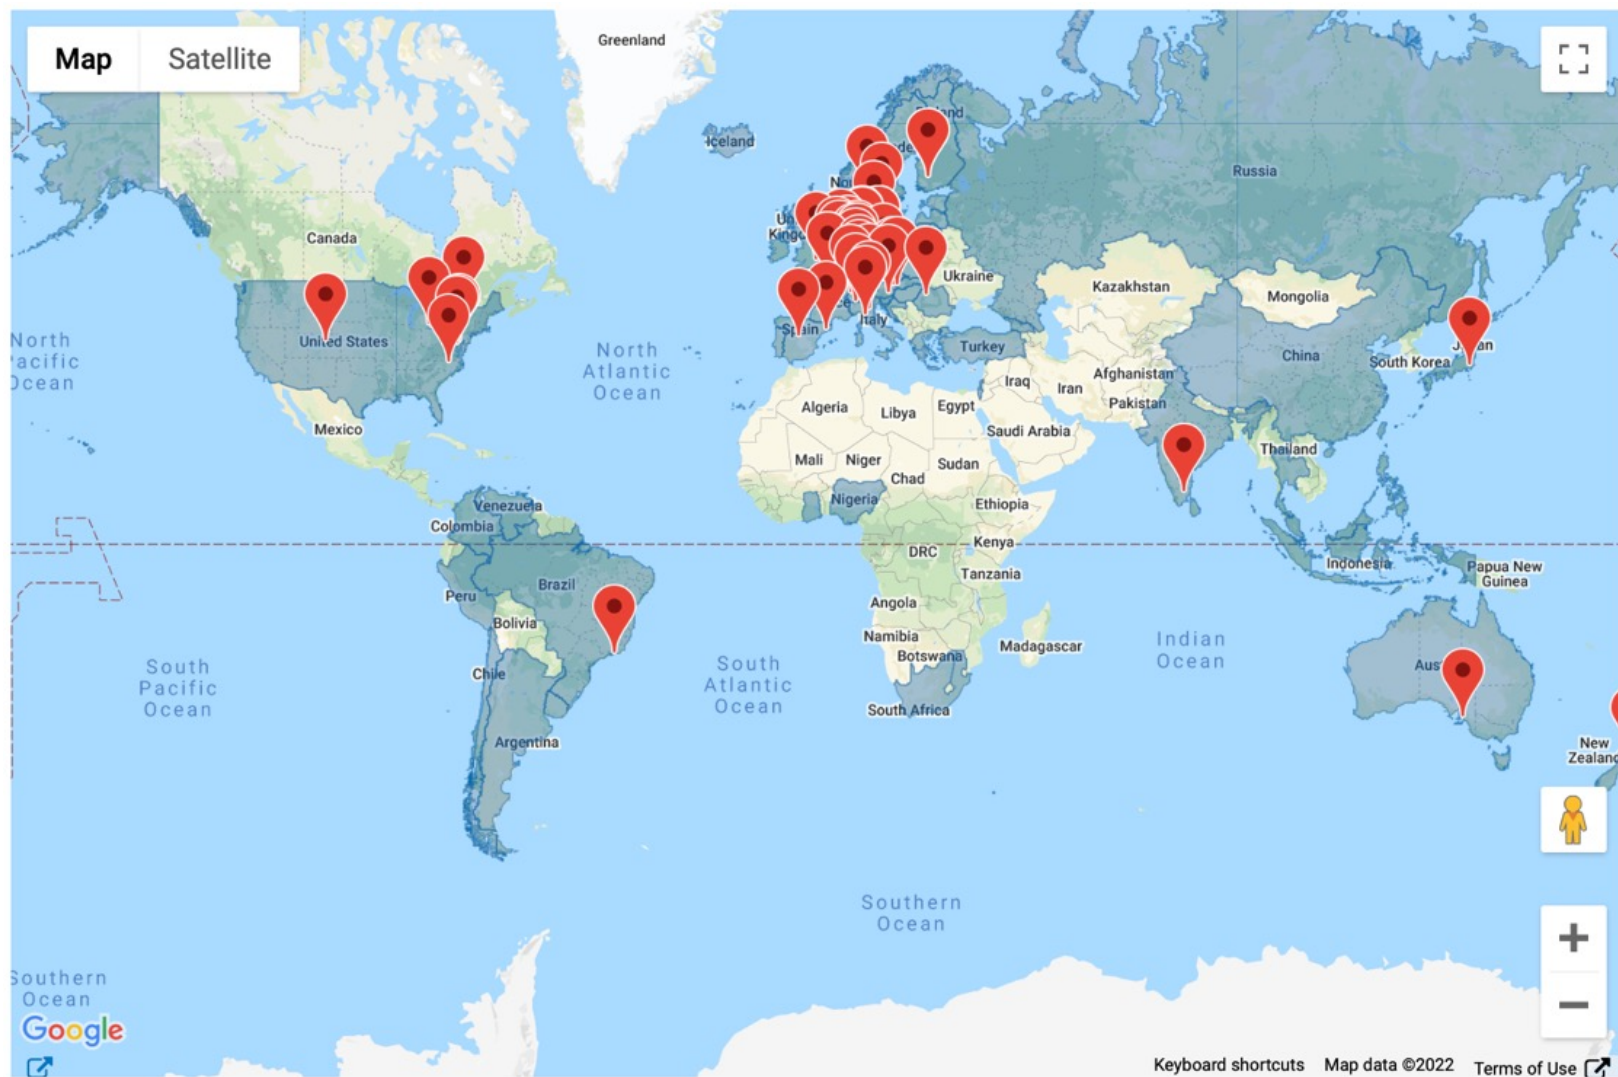 Map
Satellite
Greenland
Iceland
Russia
Canada
Ukraine
Kazakhstan
Mongolia
North
Pacific
Ocean
United States
North
Atlantic
Ocean
Spain
Italy
Turkey
China
South Korea
Japan
Afghanistan
Iraq
Iran
Pakistan
Algeria
Libya
Egypt
Saudi Arabia
Mexico
Mali
Niger
Chad
Sudan
Thailand
Venezuela
Nigeria
Ethiopia
Colombia
DRC
Kenya
Indonesia
Papua New
Guinea
Tanzania
Peru
Brazil
Angola
Bolivia
Namibia
Botswana
Madagascar
Indian
Ocean
South
Pacific
Ocean
South
Atlantic
Ocean
Chile
South Africa
Argentina
New
Zealand
Southern
Ocean
Southern
Ocean
Google
Keyboard shortcuts
Map data ©2022
Terms of Use